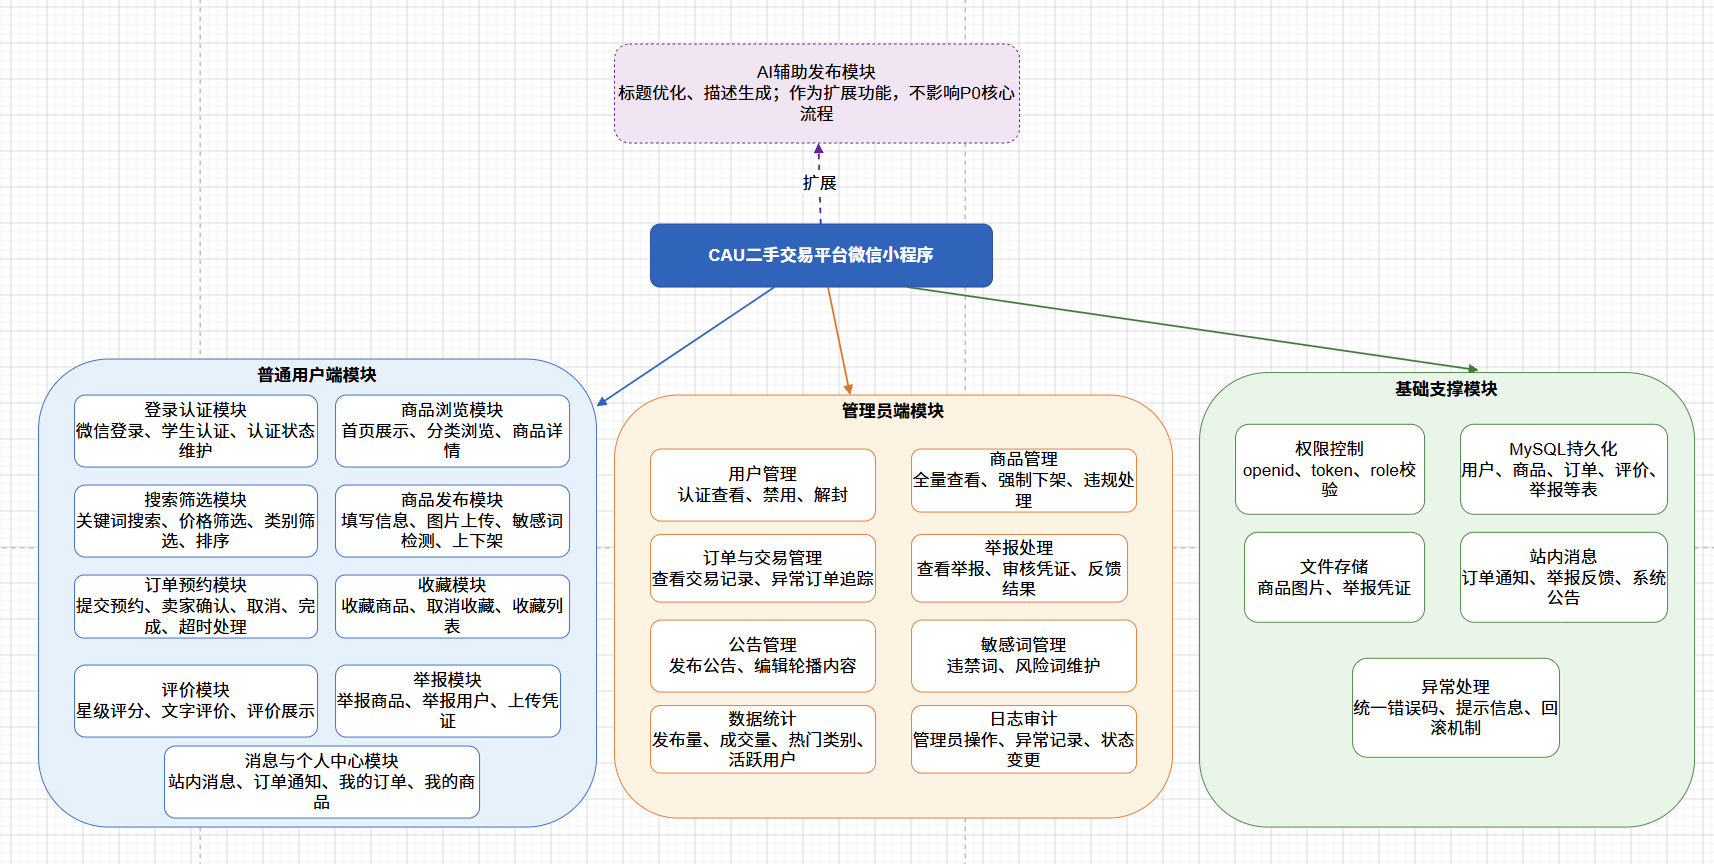 AI辅助发布模块
标题优化、描述生成；作为扩展功能，不影响P0核心
流程
扩展
CAU二手交易平台微信小程序
普通用户端模块
登录认证模块
微信登录、学生认证、认证状态
维护
商品浏览模块
首页展示、分类浏览、商品详
情
搜索筛选模块
关键词搜索、价格筛选、类别筛
选、排序
商品发布模块
填写信息、图片上传、敏感词
检测、上下架
订单预约模块
提交预约、卖家确认、取消、完
成、超时处理
收藏模块
收藏商品、取消收藏、收藏列
表
评价模块
星级评分、文字评价、评价展示
举报模块
举报商品、举报用户、上传凭
证
消息与个人中心模块
站内消息、订单通知、我的订单、我的商
品
管理员端模块
用户管理
认证查看、禁用、解封
商品管理
全量查看、强制下架、违规处
理
订单与交易管理
查看交易记录、异常订单追踪
举报处理
查看举报、审核凭证、反馈
结果
公告管理
发布公告、编辑轮播内容
敏感词管理
违禁词、风险词维护
数据统计
发布量、成交量、热门类别、
活跃用户
日志审计
管理员操作、异常记录、状态
变更
基础支撑模块
权限控制
openid、token、role校
验
MySQL持久化
用户、商品、订单、评价、
举报等表
文件存储
商品图片、举报凭证
站内消息
订单通知、举报反馈、系统
公告
异常处理
统一错误码、提示信息、回
滚机制